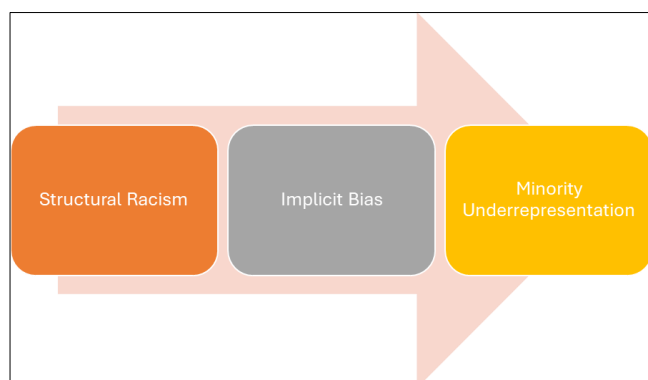 Structural Racism
Implicit Bias
Minority
Underrepresentation